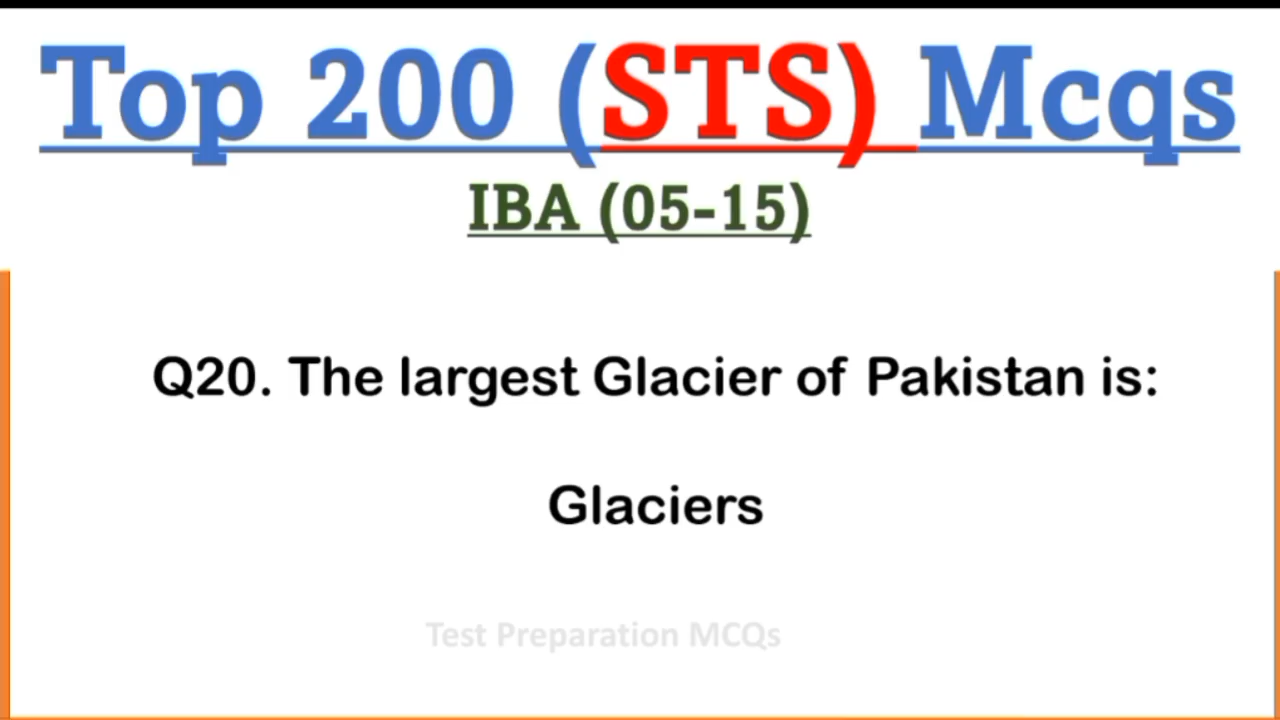 Top 200 (STS) Mcqs
IBA (05-15)
Q20. The largest Glacier of Pakistan is:
Glaciers
Test Preparation MCQs